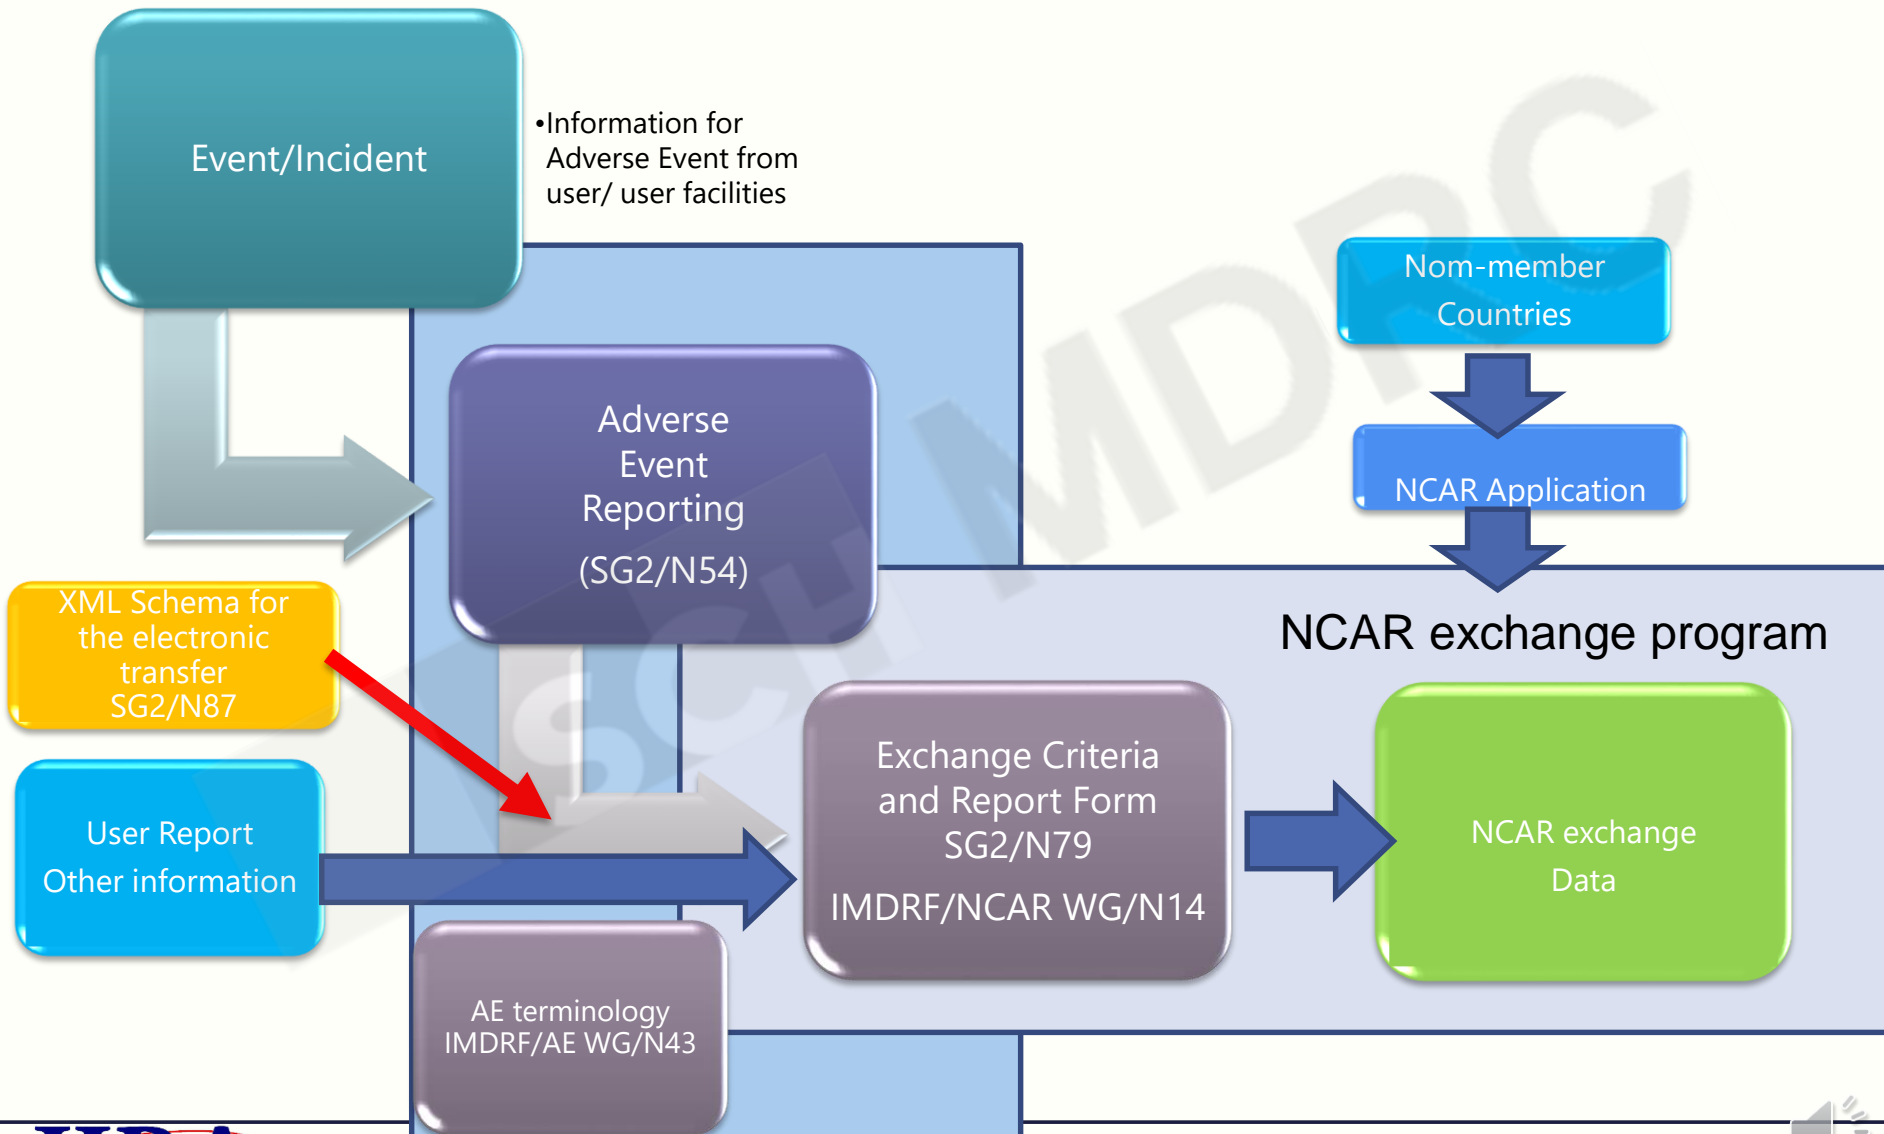 Event/Incident
•Information for
Adverse Event from
user/ user facilities
Nom-member
Countries
NCAR Application
Adverse
Event
Reporting
(SG2/N54)
XML Schema for
the electronic
transfer
SG2/N87
NCAR exchange program
User Report
Other information
Exchange Criteria
and Report Form
SG2/N79
IMDRF/NCAR WG/N14
NCAR exchange
Data
AE terminology
IMDRF/AE WG/N43
SCH MDRC